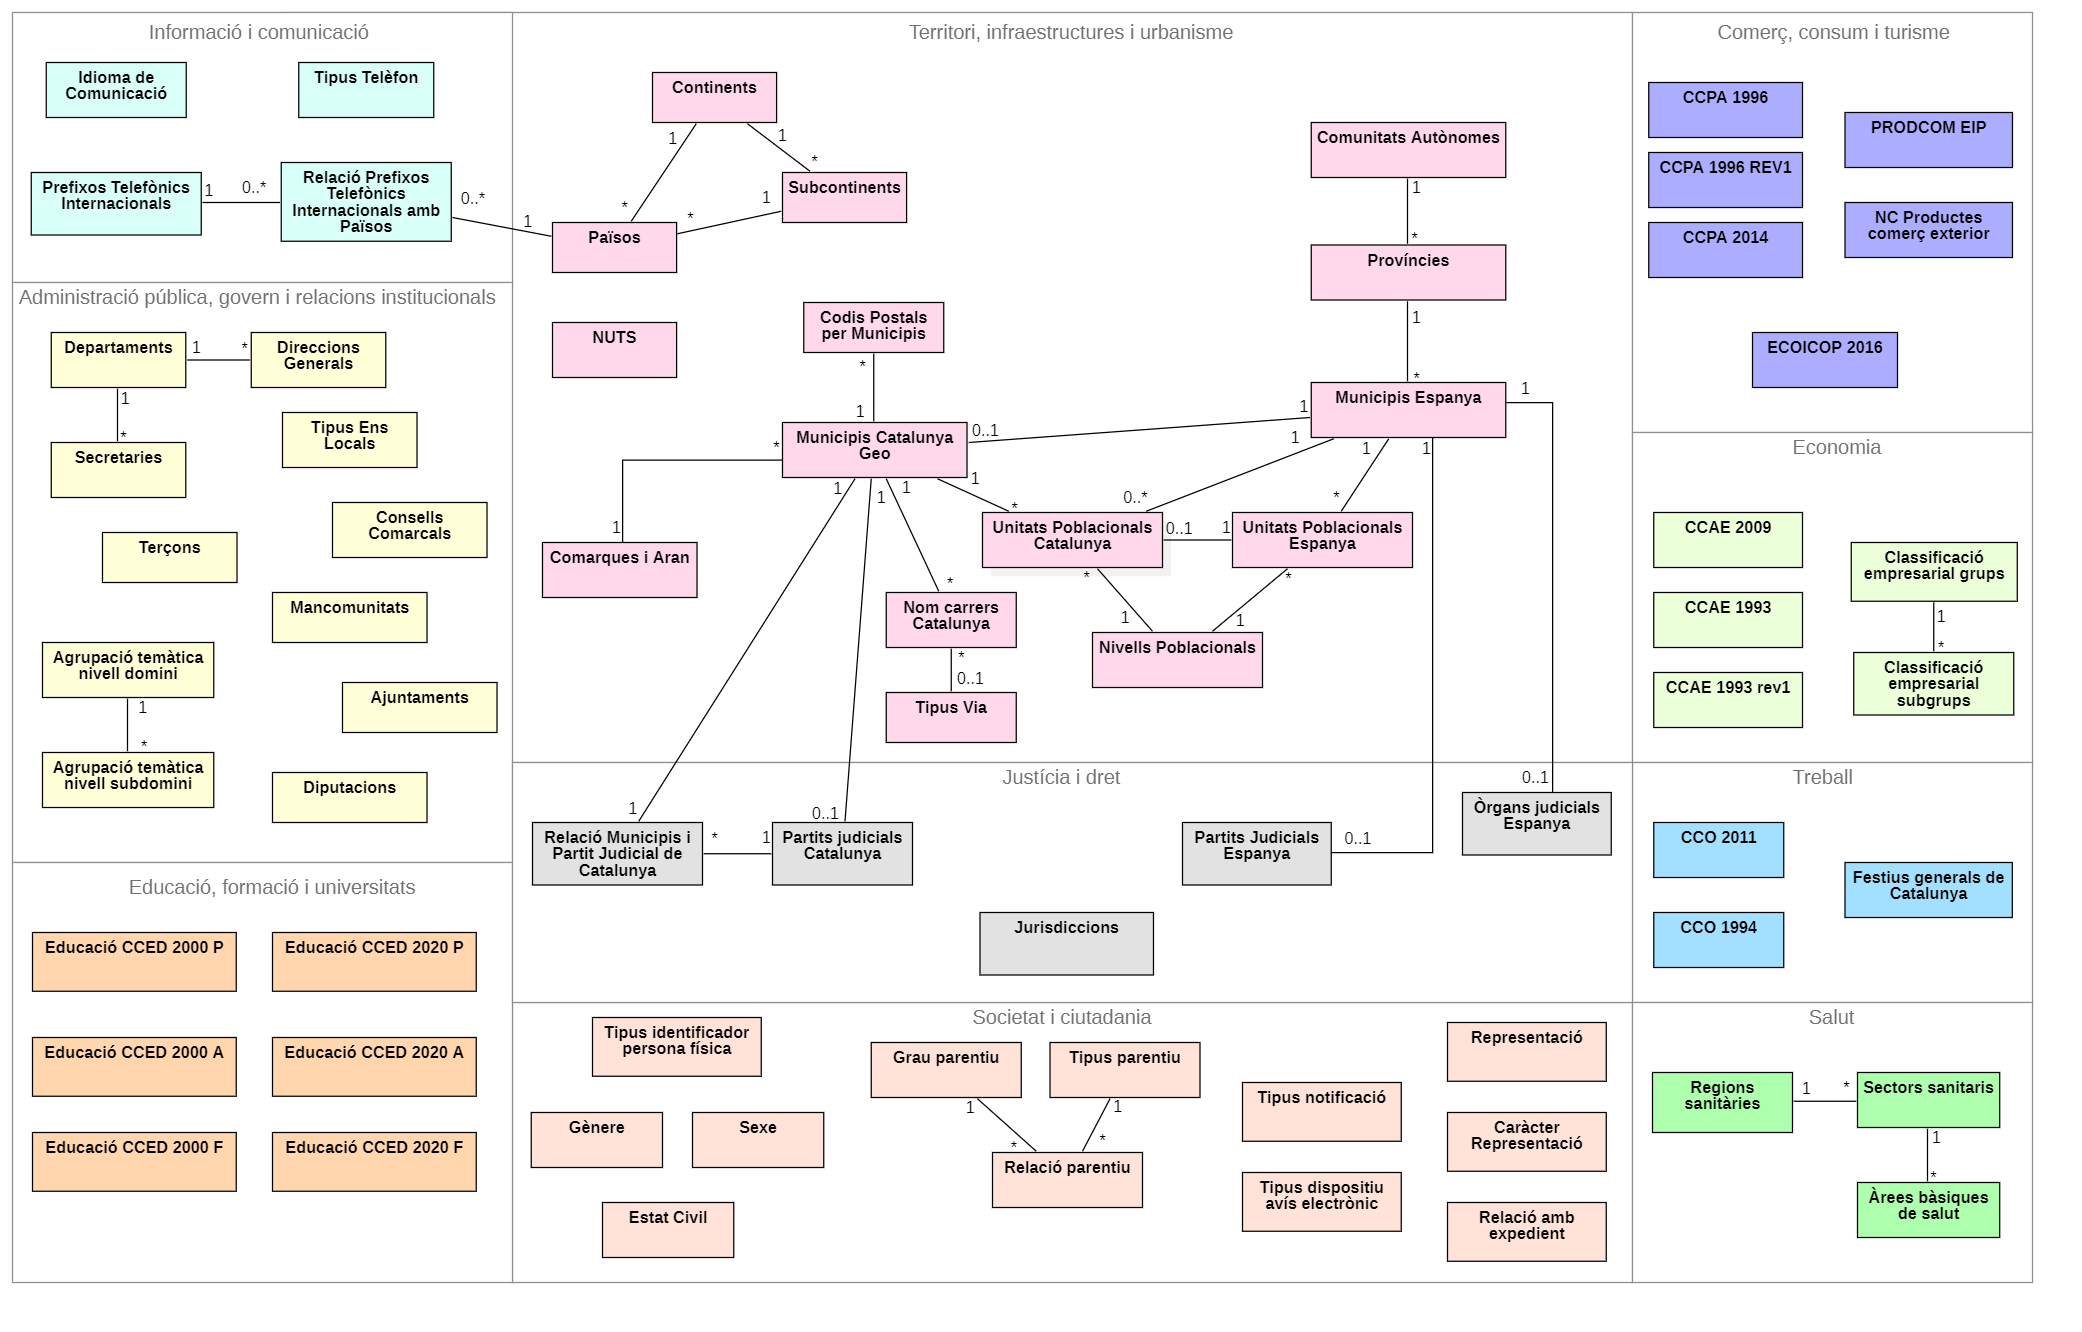 Informació i comunicació
Idioma de
Comunicació
Tipus Telèfon
Prefixos Telefònics
Internacionals
1
0..*
Relació Prefixos
Telefònics
Internacionals amb
Països
0..*
1
Administració pública, govern i relacions institucionals
Departaments
1
*
Direccions
Generals
1
*
Secretaries
Tipus Ens
Locals
Consells
Comarcals
Terçons
Mancomunitats
Agrupació temàtica
nivell domini
1
*
Agrupació temàtica
nivell subdomini
Ajuntaments
Diputacions
Educació, formació i universitats
Educació CCED 2000 P
Educació CCED 2020 P
Educació CCED 2000 A
Educació CCED 2020 A
Educació CCED 2000 F
Educació CCED 2020 F
Territori, infraestructures i urbanisme
Continents
1
1
*
*
Subcontinents
1
*
Països
Comunitats Autònomes
1
*
Províncies
1
*
NUTS
Codis Postals
per Municipis
*
1
Municipis Espanya
1
1
1
1
1
Municipis Catalunya
Geo
0..1
*
1
1
1
1
1
Comarques i Aran
*
0..*
*
Unitats Poblacionals
Catalunya
0..1
1
Unitats Poblacionals
Espanya
*
*
*
Nom carrers
Catalunya
1
1
Nivells Poblacionals
*
0..1
Tipus Via
Justícia i dret
0..1
1
0..1
Òrgans judicials
Espanya
Relació Municipis i
Partit Judicial de
Catalunya
*
1
Partits judicials
Catalunya
Partits Judicials
Espanya
0..1
Jurisdiccions
Societat i ciutadania
Tipus identificador
persona física
Grau parentiu
Tipus parentiu
1
1
*
*
Relació parentiu
Gènere
Sexe
Estat Civil
Tipus notificació
Tipus dispositiu
avís electrònic
Representació
Caràcter
Representació
Relació amb
expedient
Comerç, consum i turisme
CCPA 1996
PRODCOM EIP
CCPA 1996 REV1
CCPA 2014
NC Productes
comerç exterior
ECOICOP 2016
Economia
CCAE 2009
Classificació
empresarial grups
CCAE 1993
1
*
CCAE 1993 rev1
Classificació
empresarial
subgrups
Treball
CCO 2011
Festius generals de
Catalunya
CCO 1994
Salut
Regions
sanitàries
1
*
Sectors sanitaris
1
*
Àrees bàsiques
de salut